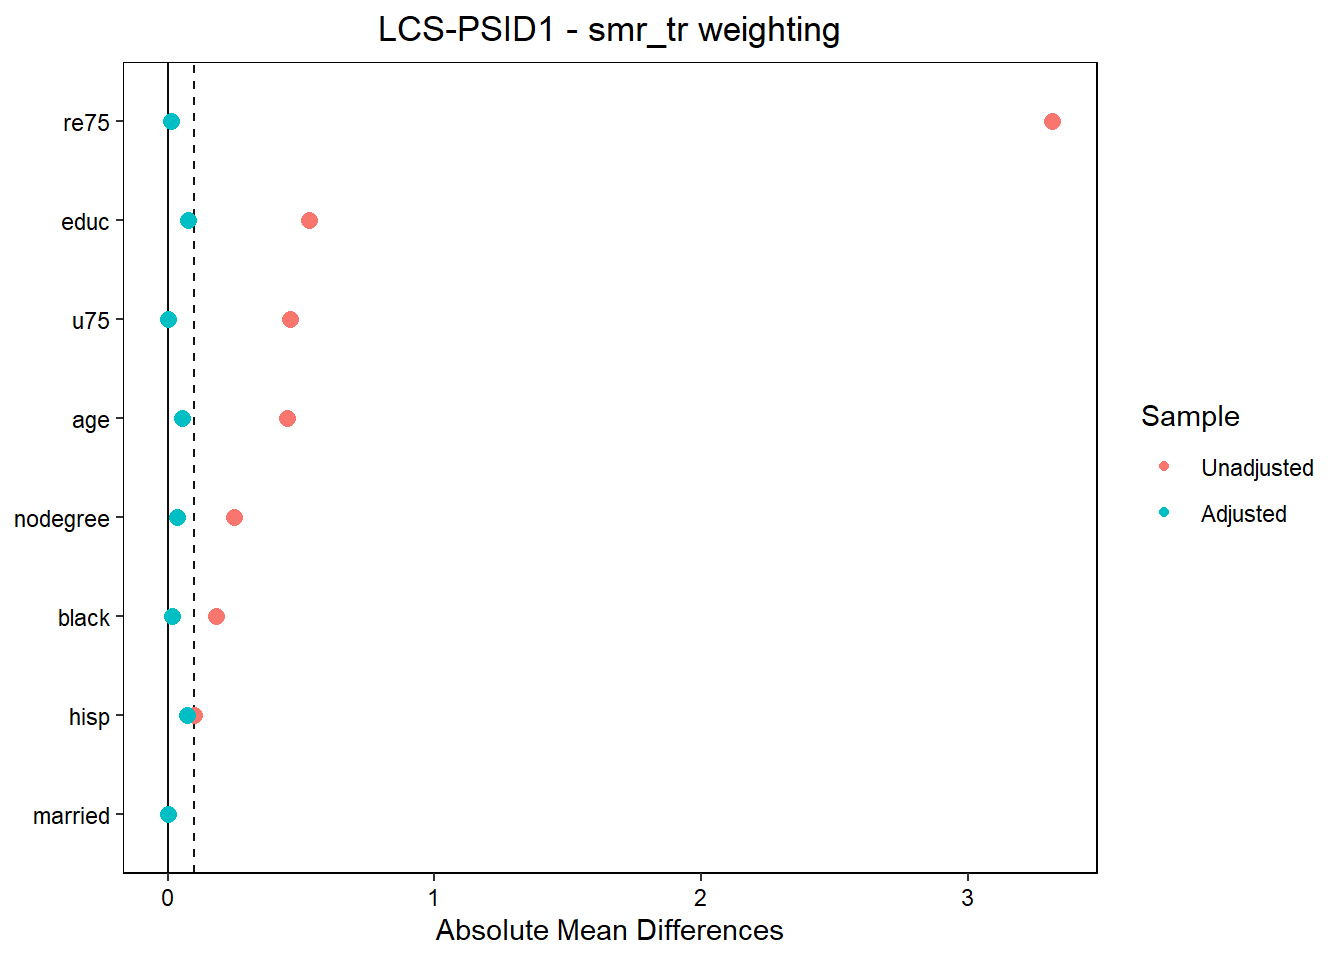 LCS-PSID1 - smr_tr weighting
re75
educ
u75
age
nodegree
black
hisp
married
0 1 2 3
Absolute Mean Differences
Sample
Unadjusted
Adjusted